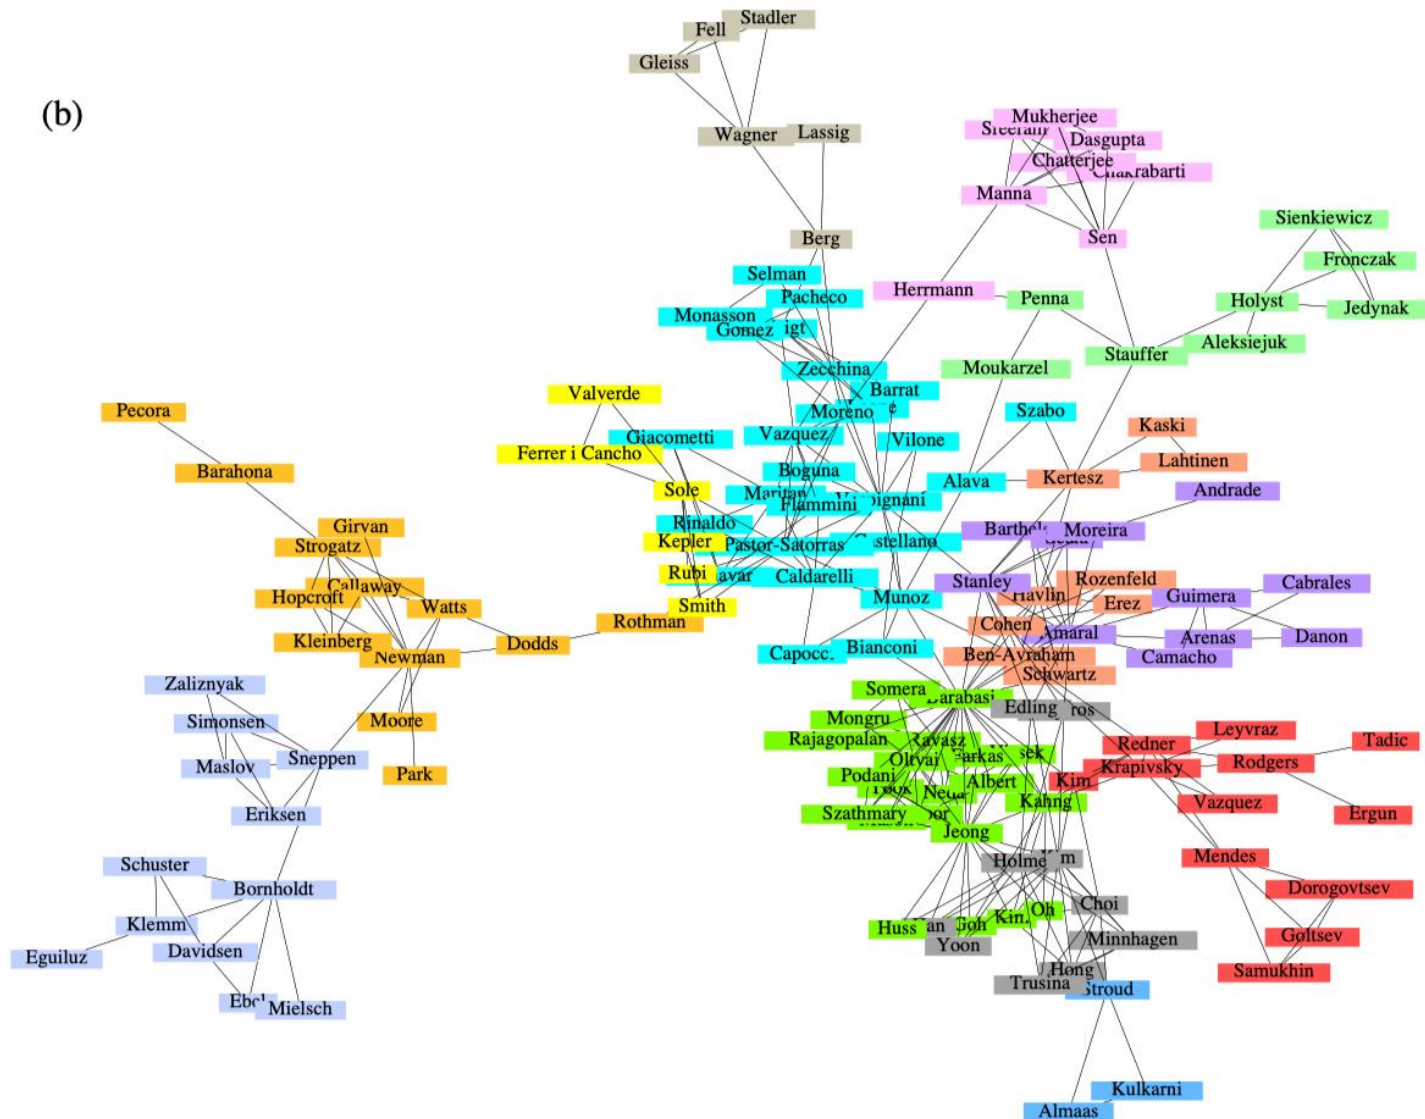 Stadler
Fell
Gleiss
(b)
Wagner
Lassig
Mukherjee
Dasgupta
Chatterjee
Manna
Sienkiewicz
Berg
Sen
Fronczak
Selman
Pacheco
Herrmann
Penna
Holyst
Jedynak
Monasson
Gomez
Aleksiejuk
Stauffer
Zecchina
Moukarzel
Valverde
Barrat
Pecora
Moreno
Szabo
Kaski
Vazquez
Vilone
Giacometti
Ferrer i Cancho
Lahtinen
Barahona
Boguna
Alava
Kertesz
Sole
Andrade
Flammini
Girvan
Rinaldo
Moreira
Strogatz
Kepler
Pastor-Satorras
Rubi
Caldarelli
Stanley
Rozenfeld
Cabrales
Callaway
Hopcroft
Munoz
Havlin
Guimera
Watts
Smith
Erez
Rothman
Cohen
Amaral
Arenas
Danon
Kleinberg
Dodds
Newman
Bianconi
Ben-Avraham
Camacho
Schwartz
Zaliznyak
Somera
Edling
Simonsen
Moore
Mongru
Leyvraz
Rajagopalan
Redner
Tadic
Sneppen
Oltvai
Maslov
Park
Podani
Albert
Kim
Krapivsky
Rodgers
Kahng
Vazquez
Eriksen
Szathmary
Ergun
Jeong
Schuster
Holme
Mendes
Bornholdt
Dorogovtsev
Klemm
Huss
Goh
Oh
Choi
Davidsen
Yoon
Minnhagen
Goltsev
Eguiluz
Hong
Samukhin
Trusina
Stroud
Mielsch
Kulkarni
Almaas